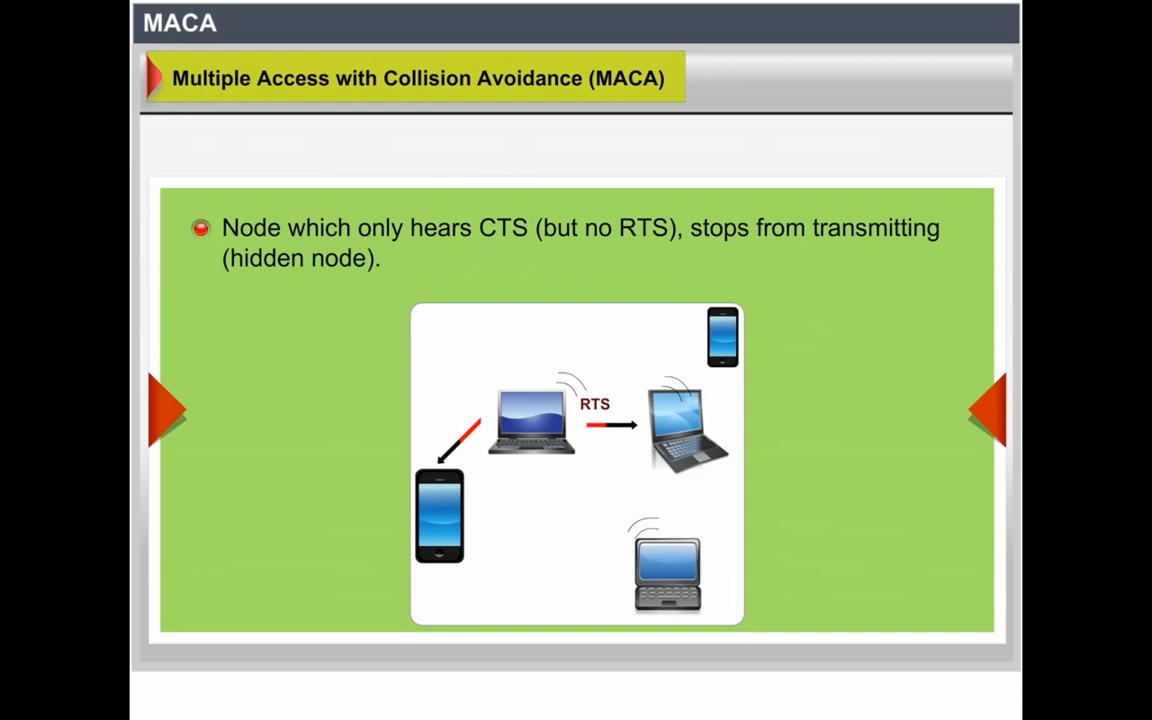 MACA
Multiple Access with Collision Avoidance (MACA)
Node which only hears CTS (but no RTS), stops from transmitting
(hidden node).
RTS